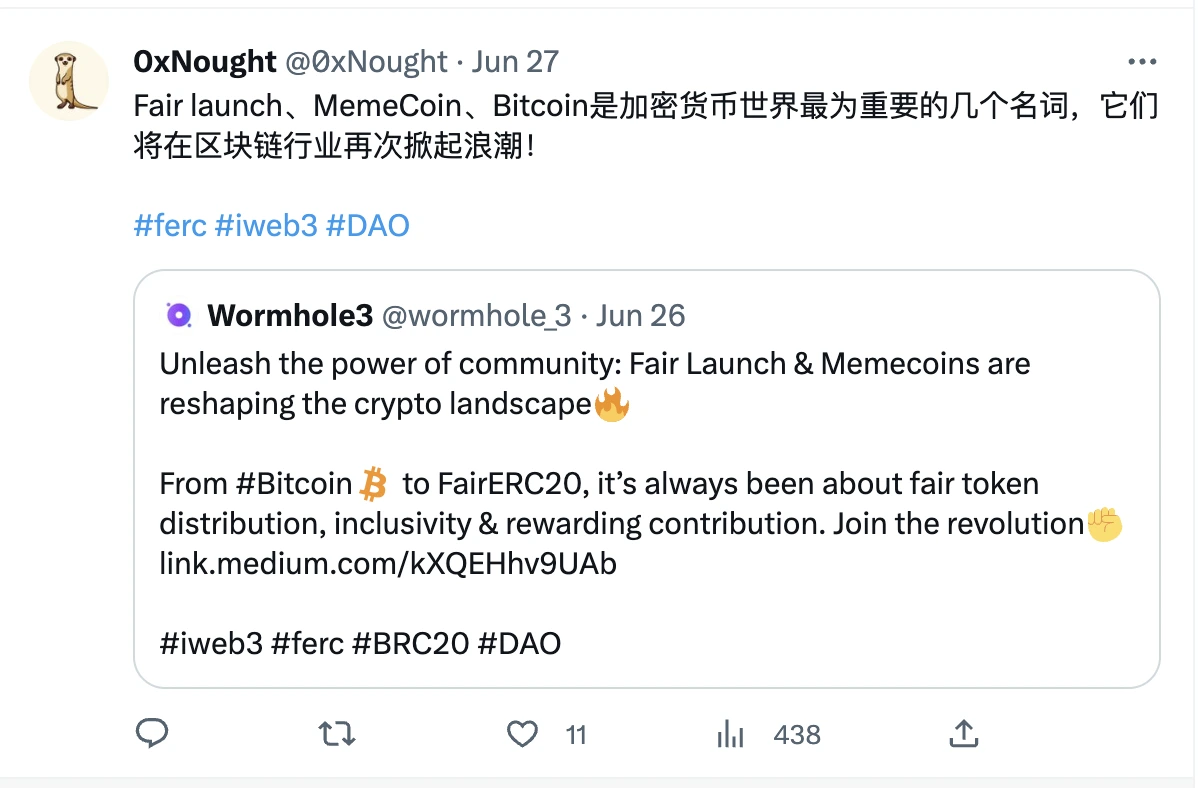 0xNought @0xNought · Jun 27
Fair launch、MemeCoin、Bitcoin是加密货币世界最为重要的几个名词，它们
将在区块链行业再次掀起浪潮！
#ferc #iweb3 #DAO
Wormhole3 @wormhole_3 · Jun 26
Unleash the power of community: Fair Launch & Memecoins are
reshaping the crypto landscape🔥
From #Bitcoin to FairERC20, it’s always been about fair token
distribution, inclusivity & rewarding contribution. Join the revolution✊
link.medium.com/kXQEHhv9UAb
#iweb3 #ferc #BRC20 #DAO
11 438